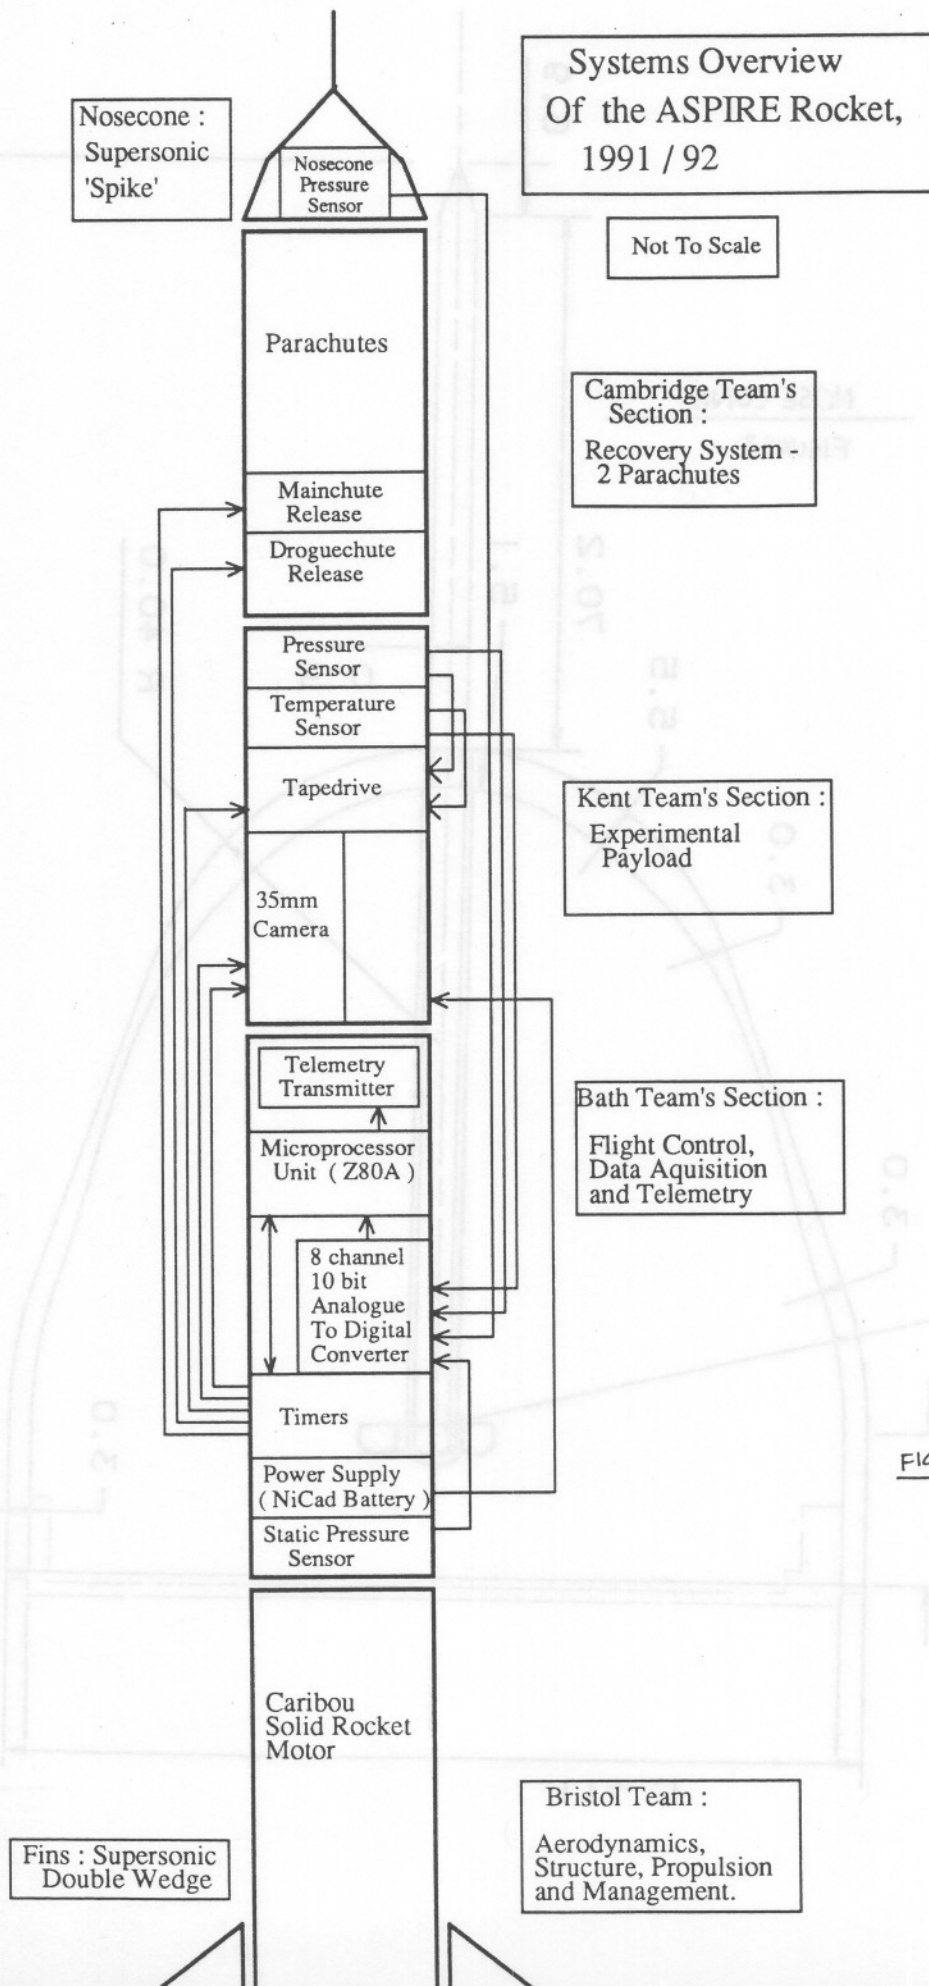 Systems Overview
Of the ASPIRE Rocket,
1991 / 92
Nosecone :
Supersonic
'Spike'
Nosecone
Pressure
Sensor
Not To Scale
Parachutes
Cambridge Team's
Section :
Recovery System -
2 Parachutes
Mainchute
Release
Droguechute
Release
Pressure
Sensor
Temperature
Sensor
Tapedrive
Kent Team's Section :
Experimental
Payload
35mm
Camera
Telemetry
Transmitter
Microprocessor
Unit ( Z80A )
Bath Team's Section :
Flight Control,
Data Aquisition
and Telemetry
8 channel
10 bit
Analogue
To Digital
Converter
Timers
Power Supply
( NiCad Battery )
Static Pressure
Sensor
Caribou
Solid Rocket
Motor
Bristol Team :
Aerodynamics,
Structure, Propulsion
and Management.
Fins : Supersonic
Double Wedge